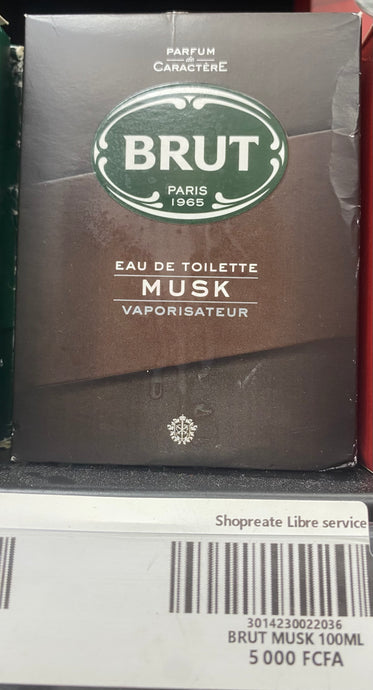 PARFUM
de
CARACTÈRE
BRUT
PARIS
1965
EAU DE TOILETTE
MUSK
VAPORISATEUR
Shopreate Libre service
3014230022036
BRUT MUSK 100ML
5 000 FCFA